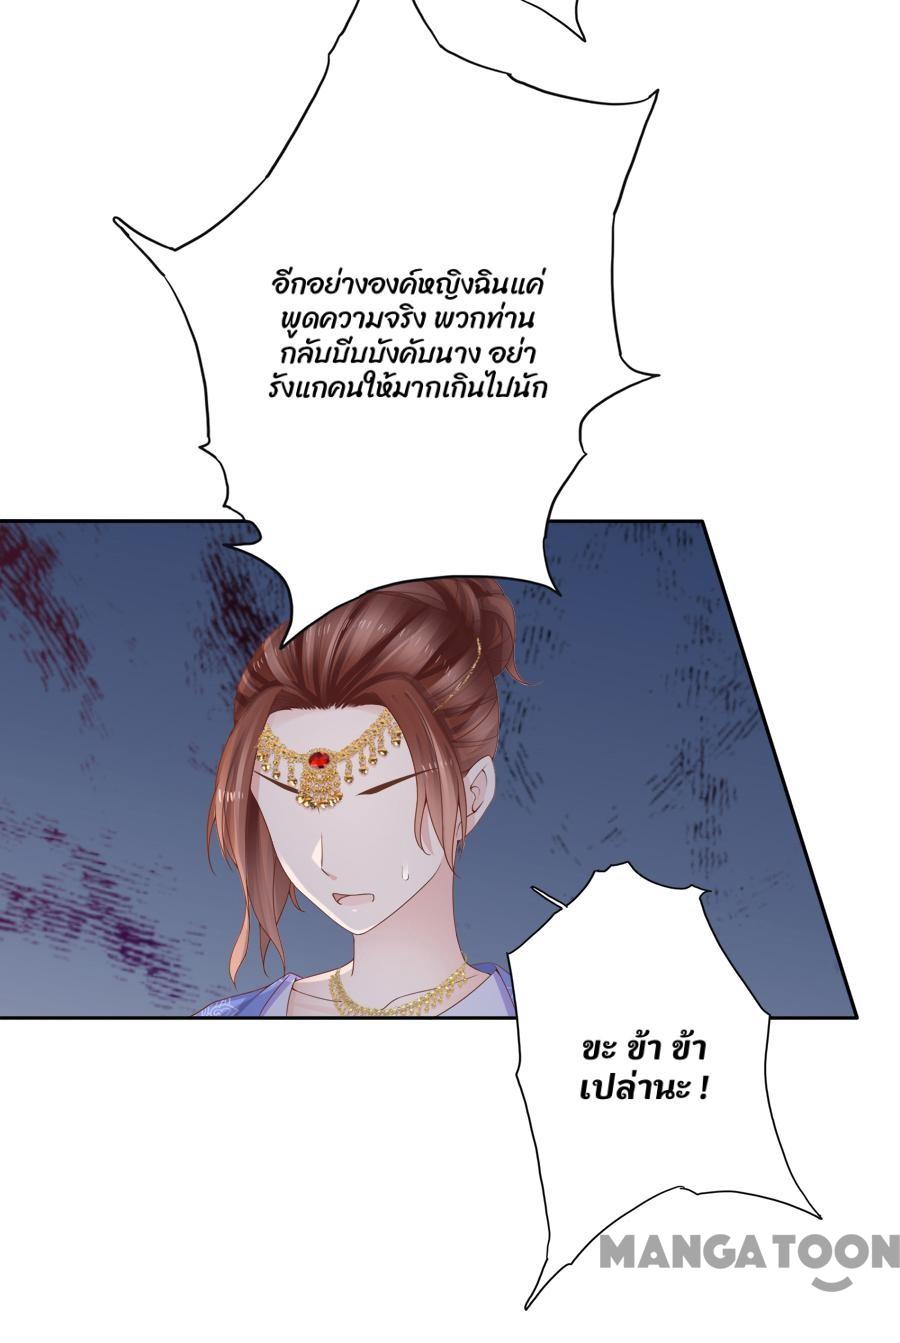 อีกอย่างองค์หญิงฉินแค่
พูดความจริง พวกท่าน
กลับบีบบังคับนาง อย่า
รังแกคนให้มากเกินไปนัก
ขะ ข้า ข้า
เปล่านะ !
MANGATOON